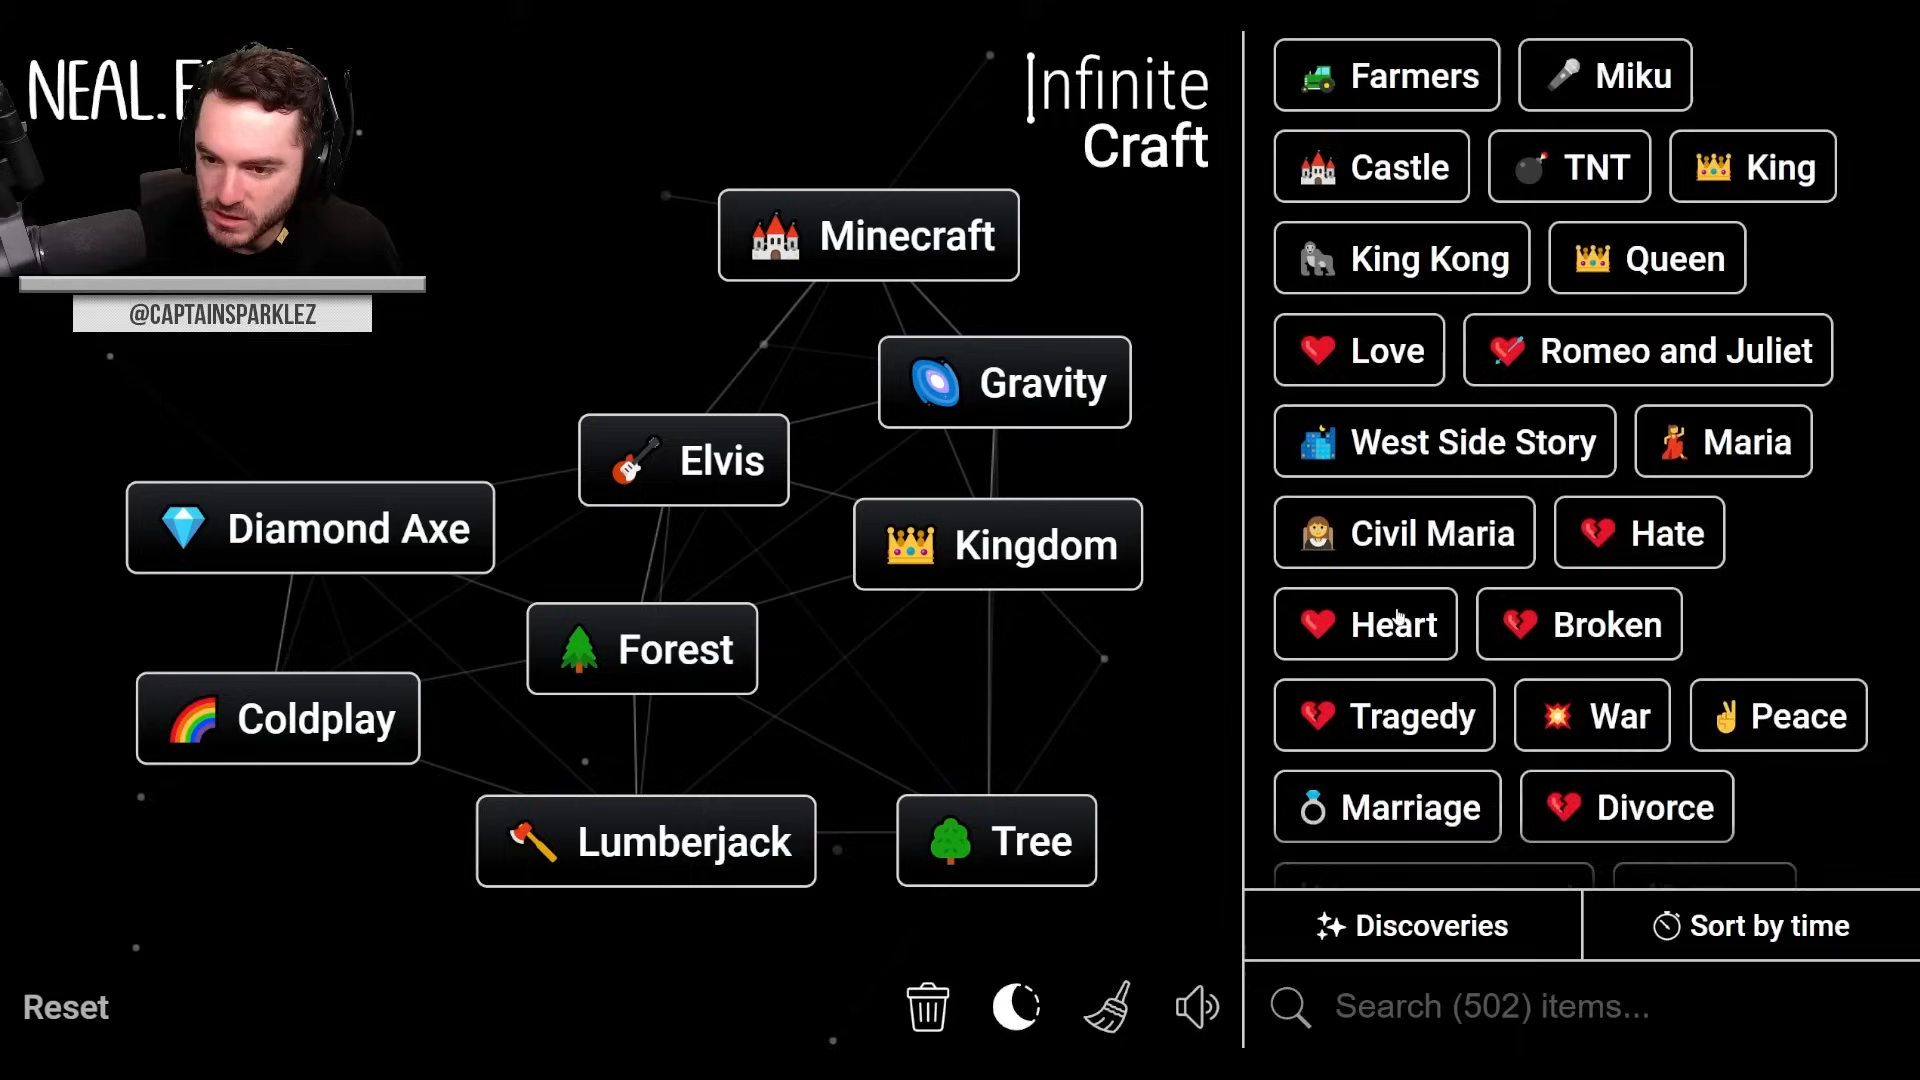 NEAL.F
@CAPTAINSPARKLEZ
Infinite
Craft
Minecraft
Gravity
Elvis
Diamond Axe
Kingdom
Forest
Coldplay
Lumberjack
Tree
Reset
Farmers
Miku
Castle
TNT
King
King Kong
Queen
Love
Romeo and Juliet
West Side Story
Maria
Civil Maria
Hate
Heart
Broken
Tragedy
War
Peace
Marriage
Divorce
Discoveries
Sort by time
Search (502) items...